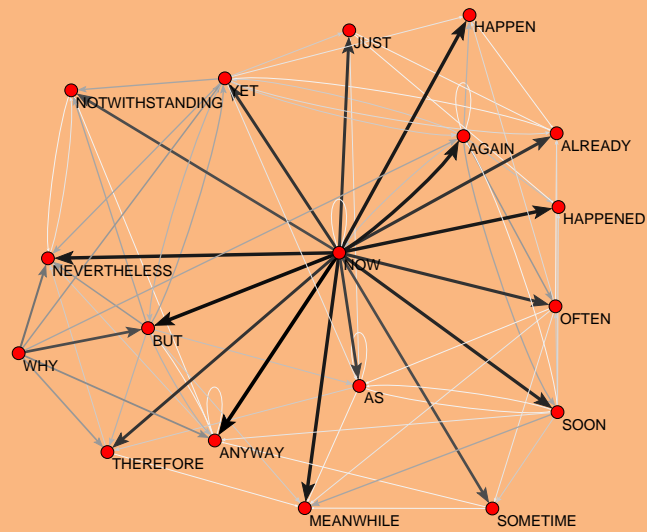 HAPPEN
JUST
YET
NOTWITHSTANDING
ALREADY
AGAIN
HAPPENED
NOW
NEVERTHELESS
OFTEN
BUT
WHY
AS
SOON
ANYWAY
THEREFORE
MEANWHILE
SOMETIME